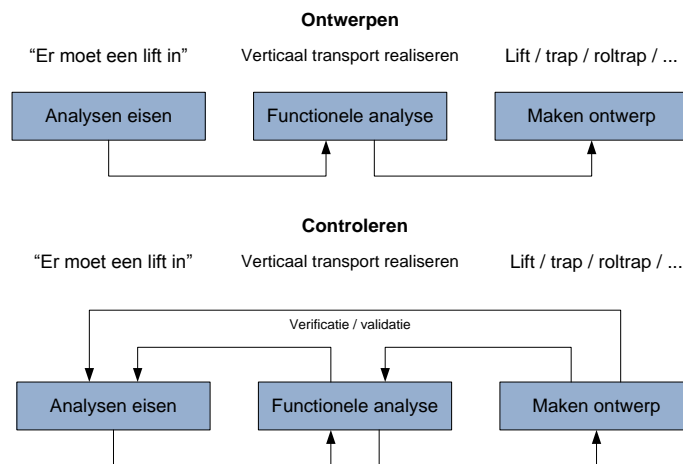 Ontwerpen
“Er moet een lift in” Verticaal transport realiseren Lift / trap / roltrap / ...
Analysen eisen Functionele analyse Maken ontwerp
Controleren
“Er moet een lift in” Verticaal transport realiseren Lift / trap / roltrap / ...
Verificatie / validatie
Analysen eisen Functionele analyse Maken ontwerp